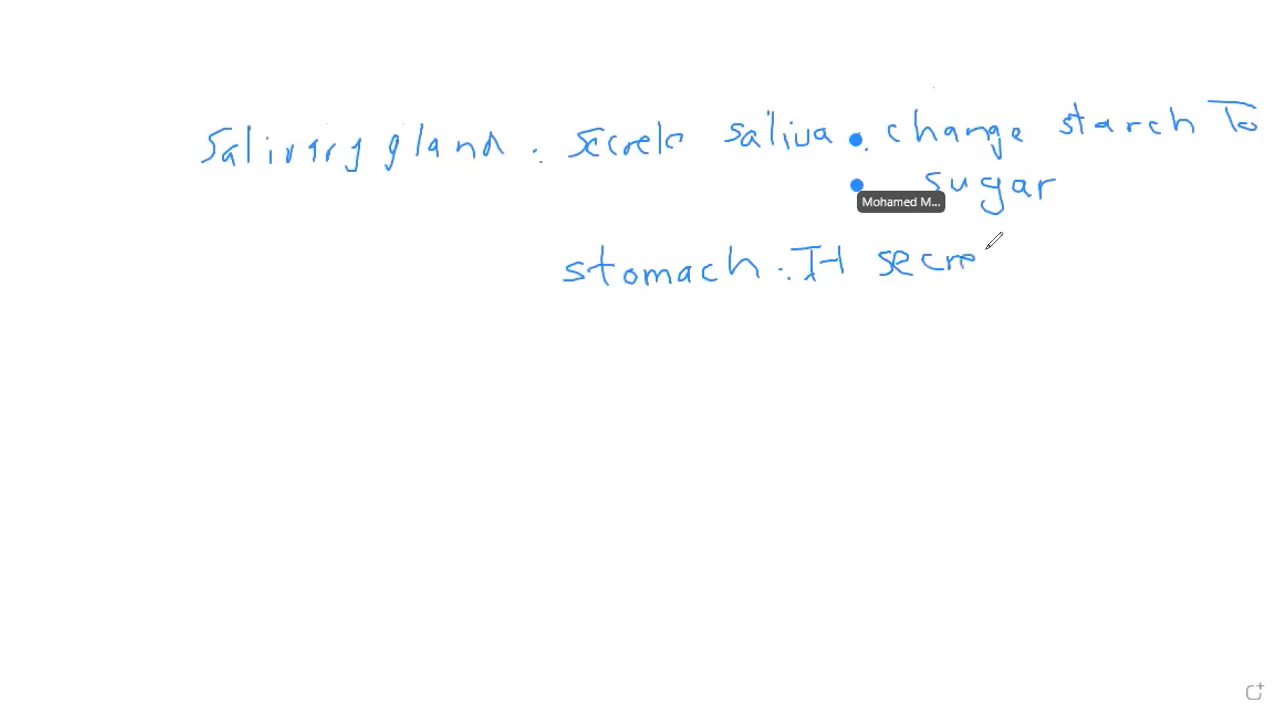 Salivary gland : secrete saliva . change starch To
sugar
Mohamed M...
stomach : It secre